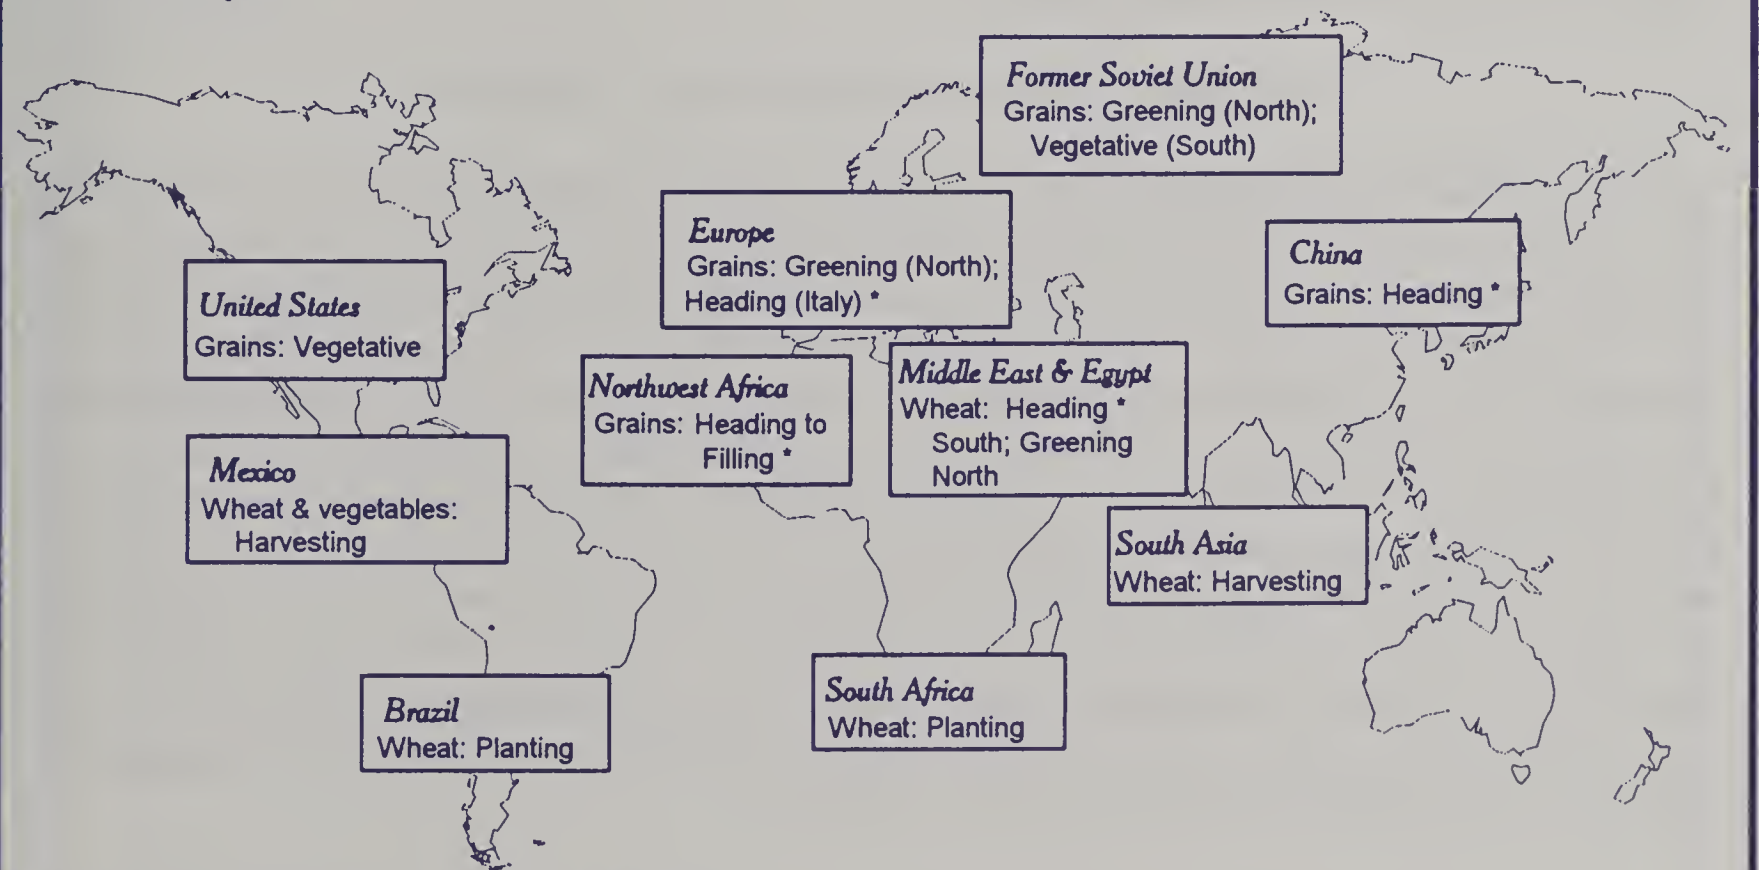 Former Soviet Union
Grains: Greening (North);
Vegetative (South)
Europe
Grains: Greening (North);
Heading (Italy) *
China
Grains: Heading *
United States
Grains: Vegetative
Northwest Africa
Grains: Heading to
Filling *
Middle East & Egypt
Wheat: Heading *
South; Greening
North
Mexico
Wheat & vegetables:
Harvesting
South Asia
Wheat: Harvesting
Brazil
Wheat: Planting
South Africa
Wheat: Planting